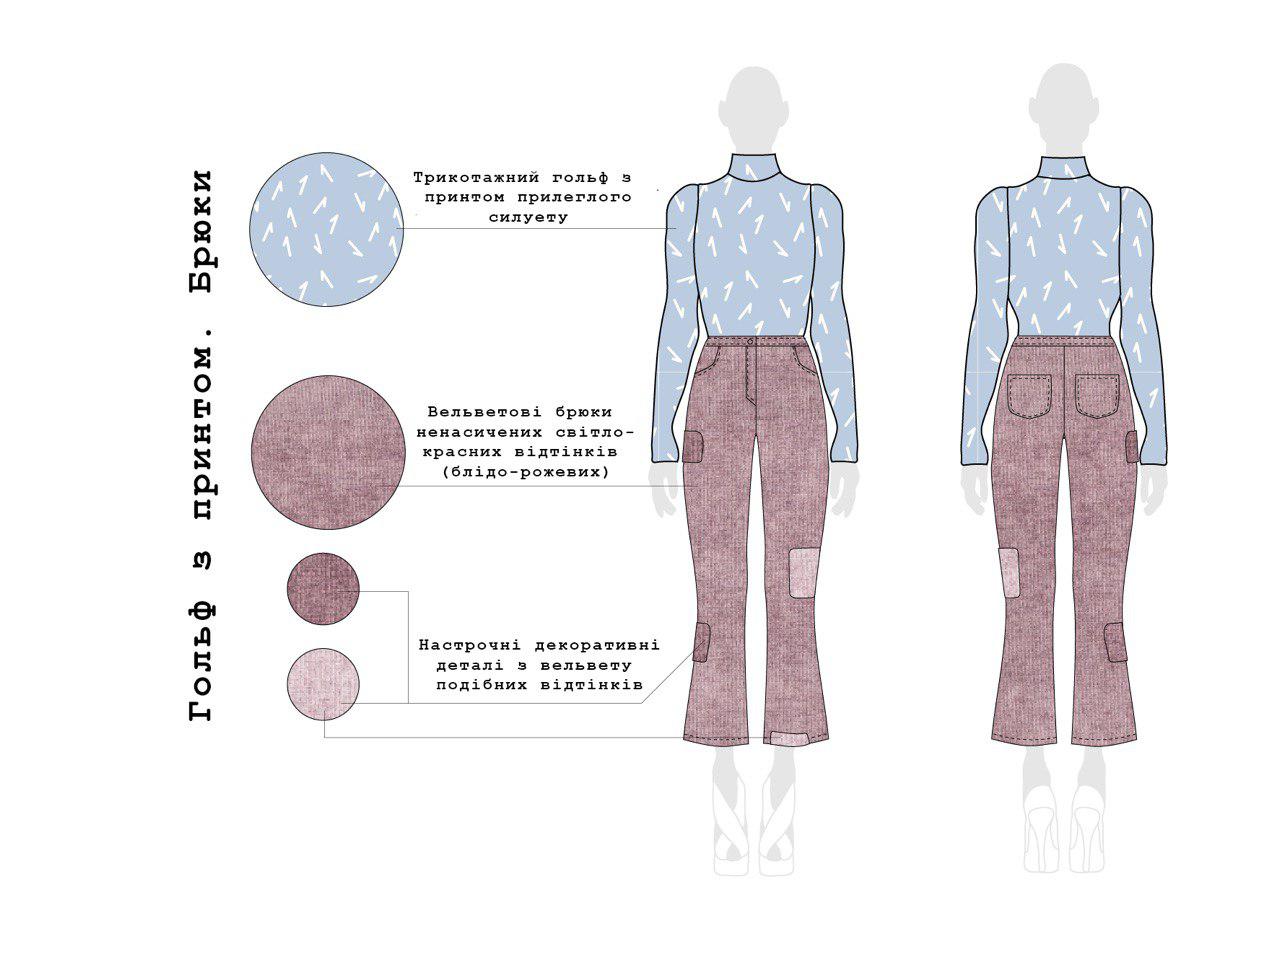 Гольф з принтом. Брюки
Трикотажний гольф з
принтом прилеглого
силуету
Вельветові брюки
ненасичених світло-
красних відтінків
(блідо-рожевих)
Настрочні декоративні
деталі з вельвету
подібних відтінків